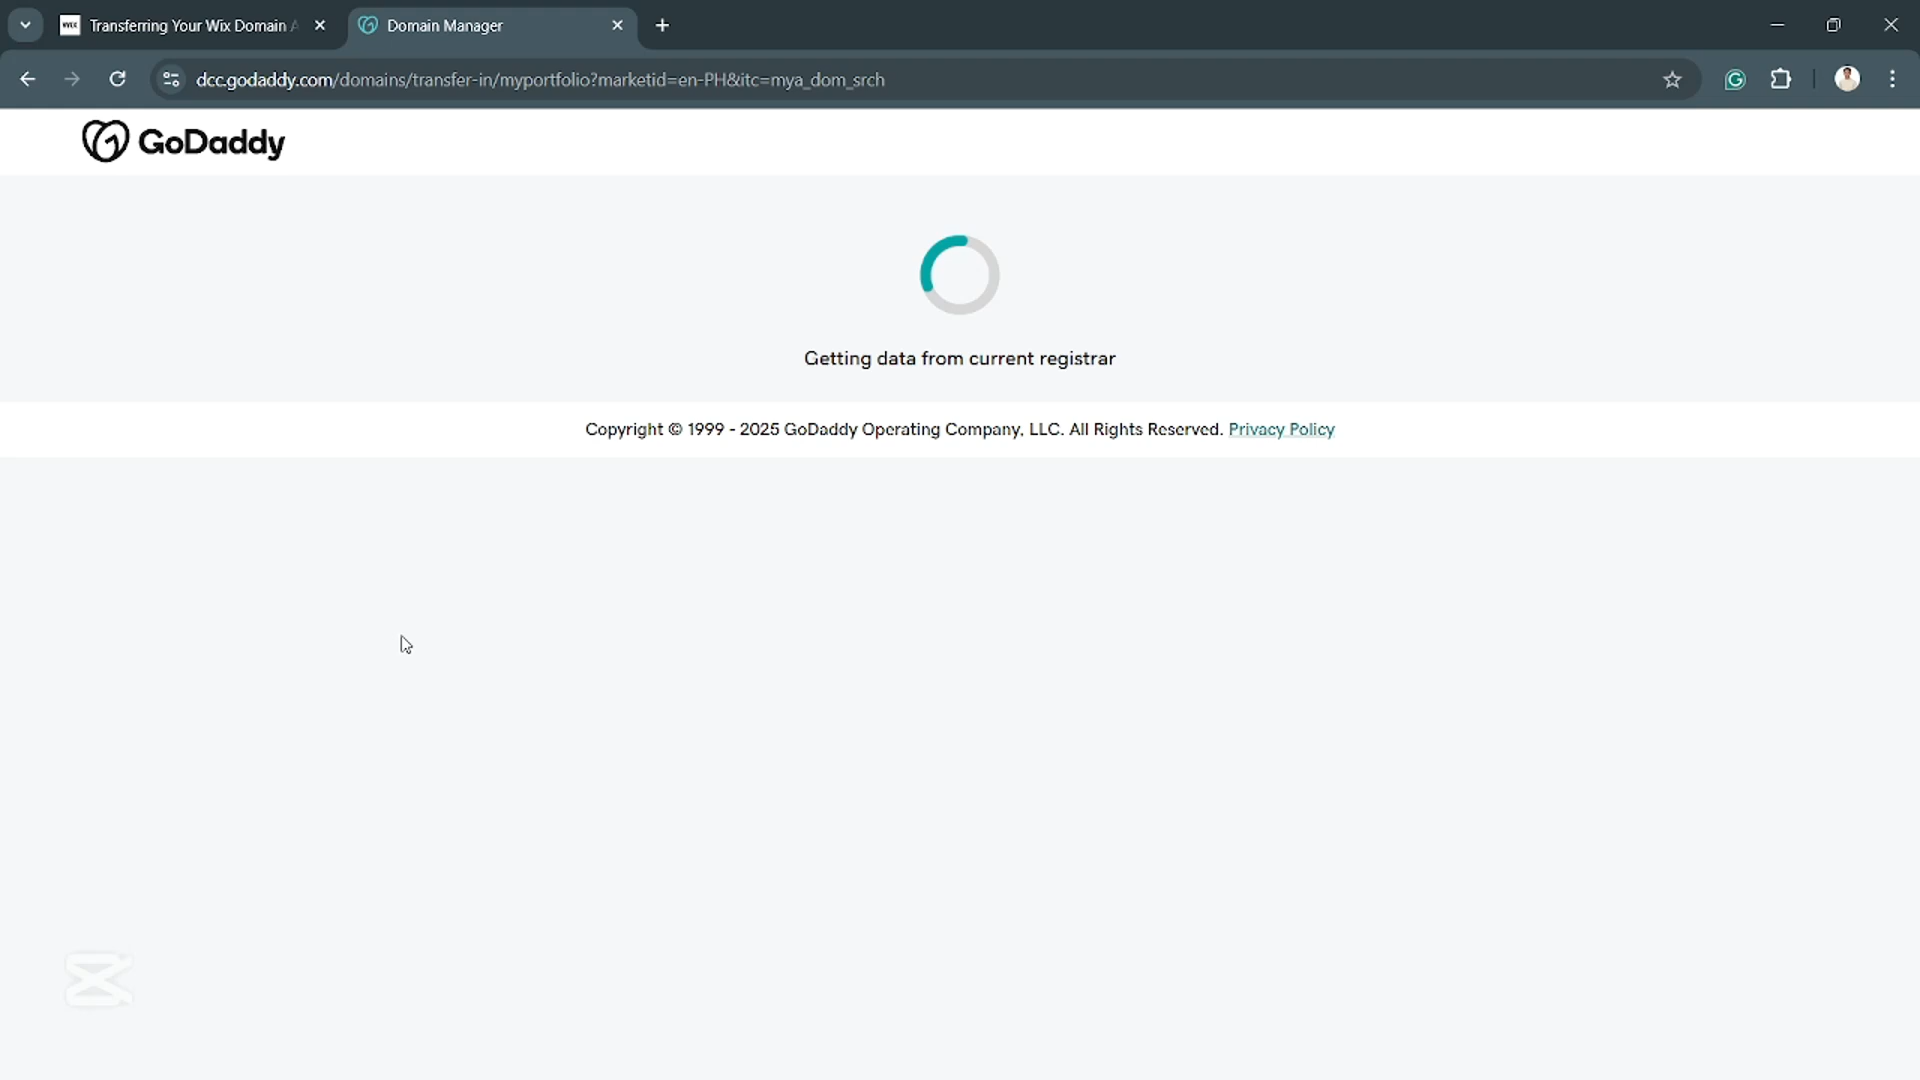 WIX Transferring Your Wix Domain A
Domain Manager
dcc.godaddy.com/domains/transfer-in/myportfolio?marketid=en-PH&itc=mya_dom_srch
GoDaddy
Getting data from current registrar
Copyright © 1999 - 2025 GoDaddy Operating Company, LLC. All Rights Reserved. Privacy Policy